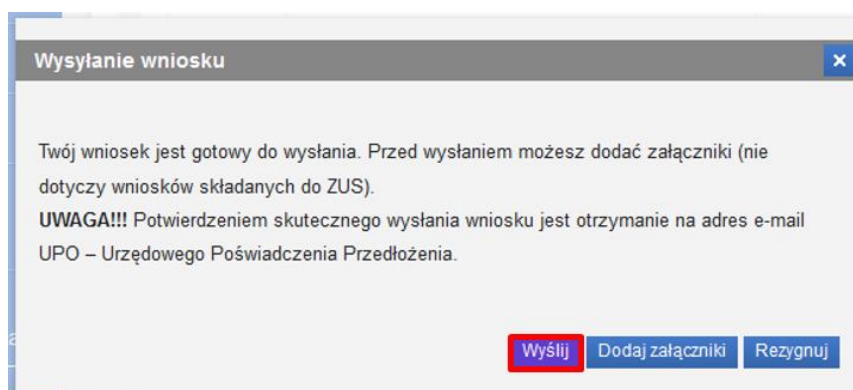 Wysyłanie wniosku
Twój wniosek jest gotowy do wysłania. Przed wysłaniem możesz dodać załączniki (nie
dotyczy wniosków składanych do ZUS).
UWAGA!!! Potwierdzeniem skutecznego wysłania wniosku jest otrzymanie na adres e-mail
UPO – Urzędowego Poświadczenia Przedłożenia.
Wyślij Dodaj załączniki Rezygnuj